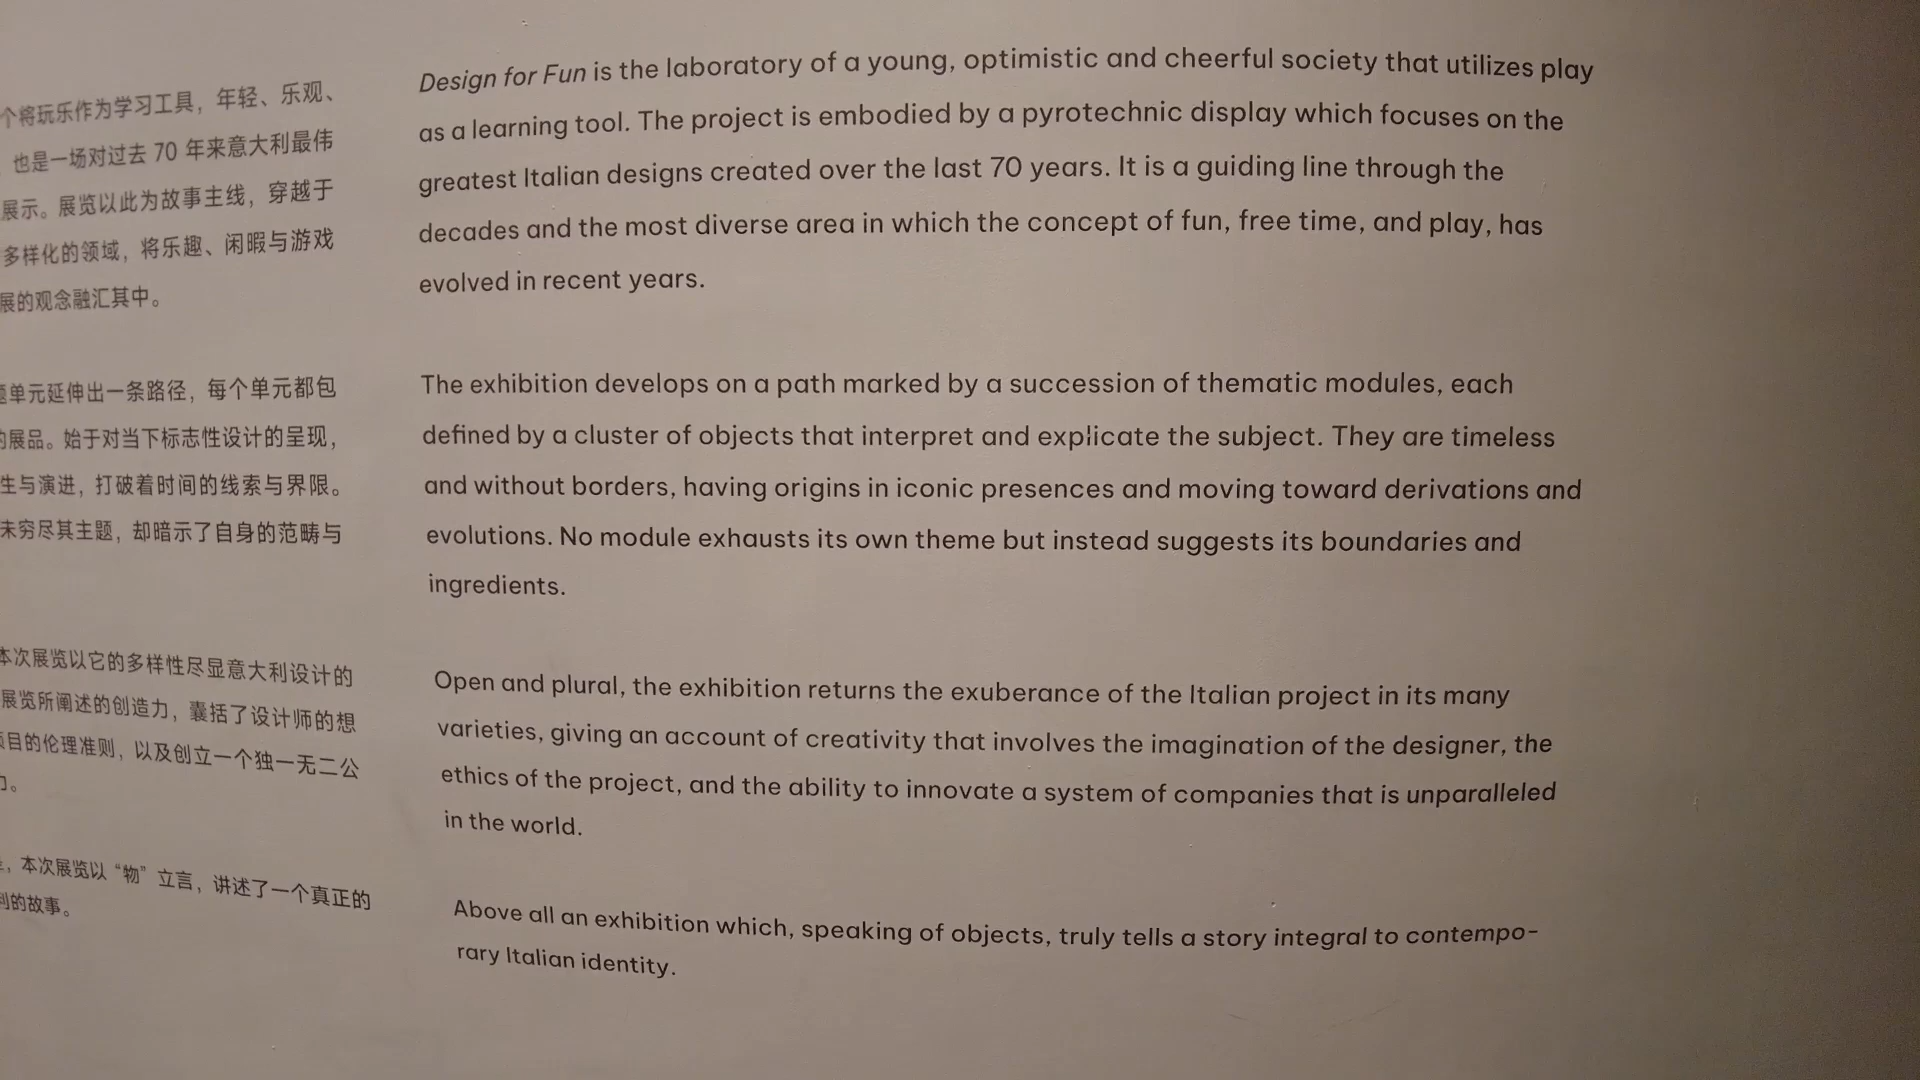 个将玩乐作为学习工具，年轻、乐观、
也是一场对过去 70 年来意大利最伟
展示。展览以此为故事主线，穿越于
多样化的领域，将乐趣、闲暇与游戏
展的观念融汇其中。
单元延伸出一条路径，每个单元都包
的展品。始于对当下标志性设计的呈现，
生与演进，打破着时间的线索与界限。
未穷尽其主题，却暗示了自身的范畴与
本次展览以它的多样性尽显意大利设计的
展览所阐述的创造力，囊括了设计师的想
项目的伦理准则，以及创立一个独一无二公
力。
本次展览以“物”立言，讲述了一个真正的
利的故事。
Design for Fun is the laboratory of a young, optimistic and cheerful society that utilizes play
as a learning tool. The project is embodied by a pyrotechnic display which focuses on the
greatest Italian designs created over the last 70 years. It is a guiding line through the
decades and the most diverse area in which the concept of fun, free time, and play, has
evolved in recent years.
The exhibition develops on a path marked by a succession of thematic modules, each
defined by a cluster of objects that interpret and explicate the subject. They are timeless
and without borders, having origins in iconic presences and moving toward derivations and
evolutions. No module exhausts its own theme but instead suggests its boundaries and
ingredients.
Open and plural, the exhibition returns the exuberance of the Italian project in its many
varieties, giving an account of creativity that involves the imagination of the designer, the
ethics of the project, and the ability to innovate a system of companies that is unparalleled
in the world.
Above all an exhibition which, speaking of objects, truly tells a story integral to contempo-
rary Italian identity.